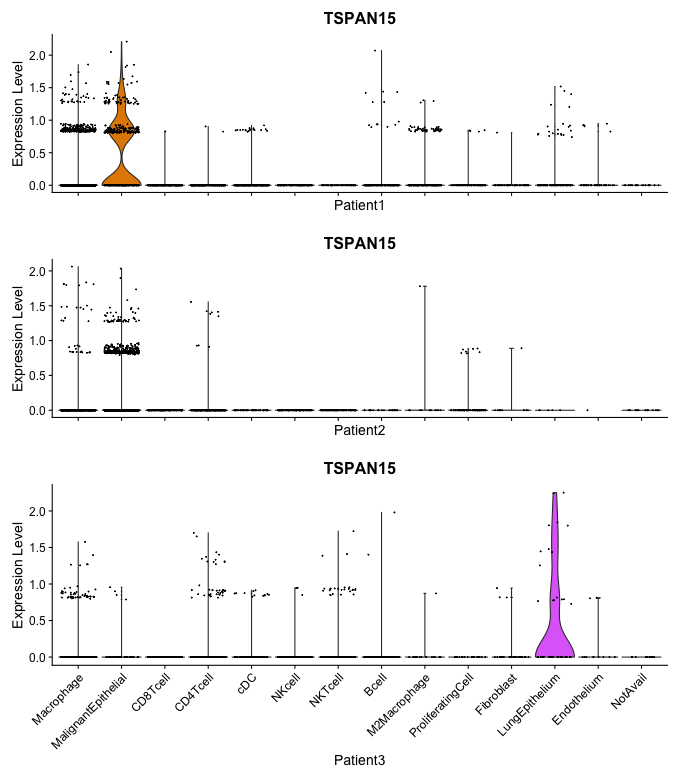 TSPAN15
Expression Level
2.0
1.5
1.0
0.5
0.0
Patient1
TSPAN15
Expression Level
2.0
1.5
1.0
0.5
0.0
Patient2
TSPAN15
Expression Level
2.0
1.5
1.0
0.5
0.0
Macrophage
MalignantEpithelial
CD8Tcell
CD4Tcell
cDC
NKcell
NKTcell
Bcell
M2Macrophage
ProliferatingCell
Fibroblast
LungEpithelium
Endothelium
NotAvail
Patient3